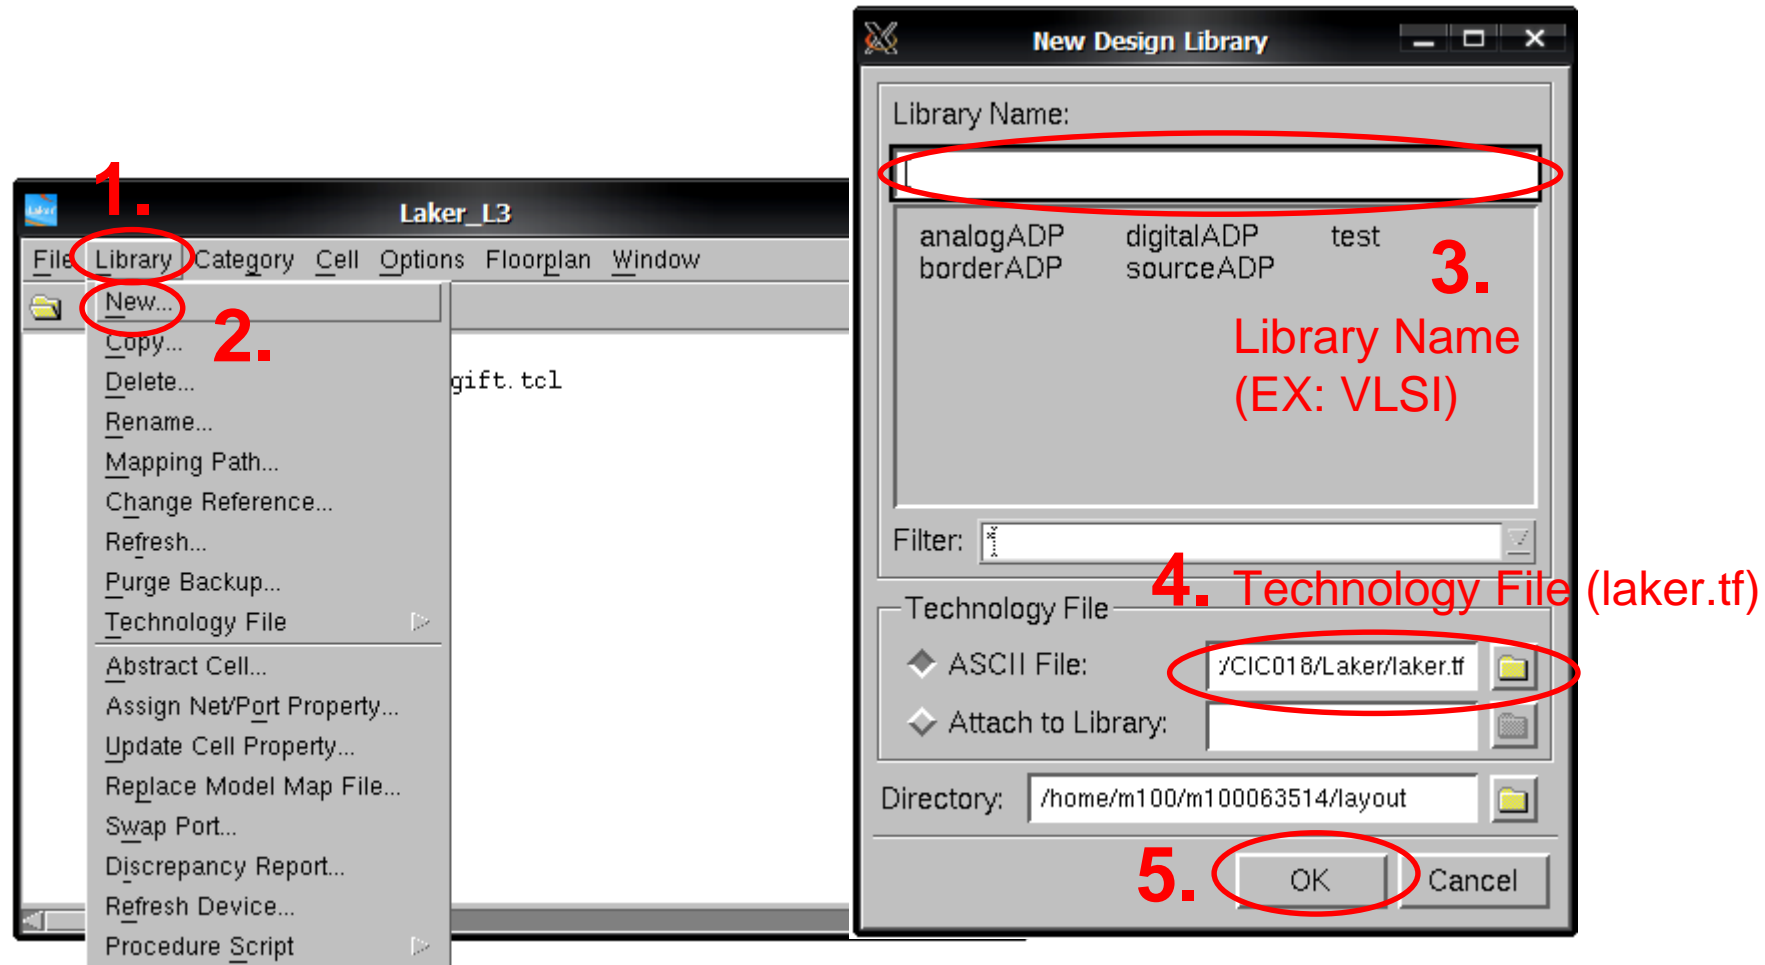 1.
Laker
Laker_L3
File Library Category Cell Options Floorplan Window
New...
2.
Copy...
Delete...
gift.tcl
Rename...
Mapping Path...
Change Reference...
Refresh...
Purge Backup...
Technology File
Abstract Cell...
Assign Net/Port Property...
Update Cell Property...
Replace Model Map File...
Swap Port...
Discrepancy Report...
Refresh Device...
Procedure Script
New Design Library
Library Name:
analogADP digitalADP test
borderADP sourceADP
3.
Library Name
(EX: VLSI)
Filter: *
4. Technology File (laker.tf)
Technology File
ASCII File: /CIC018/Laker/laker.tf
Attach to Library:
Directory: /home/m100/m100063514/layout
5.
OK Cancel